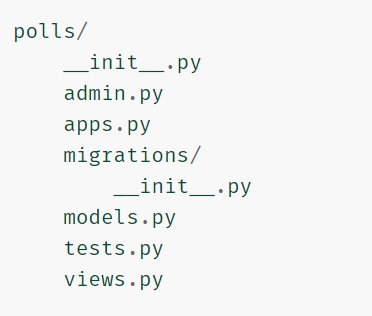 polls/
    __init__.py
    admin.py
    apps.py
    migrations/
        __init__.py
    models.py
    tests.py
    views.py